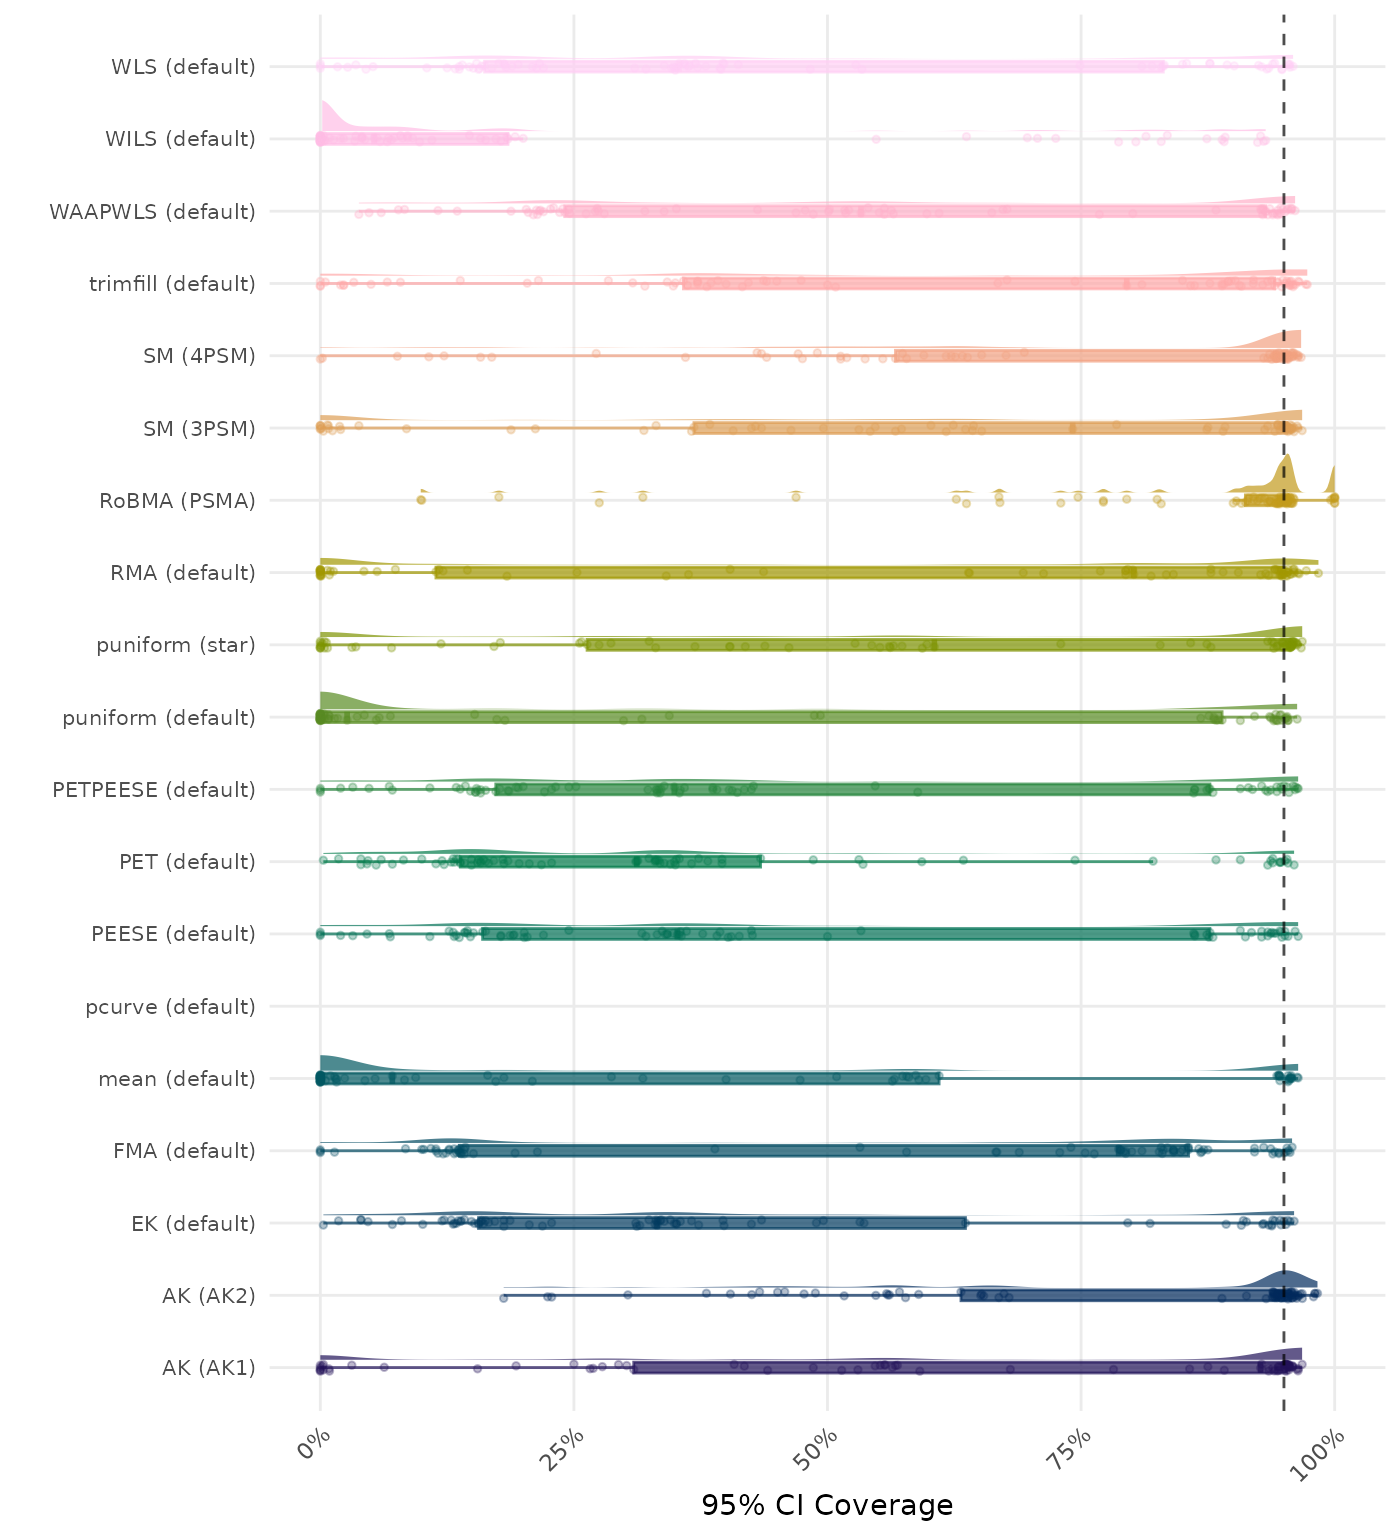 WLS (default)
WILS (default)
WAAPWLS (default)
trimfill (default)
SM (4PSM)
SM (3PSM)
RoBMA (PSMA)
RMA (default)
puniform (star)
puniform (default)
PETPEESE (default)
PET (default)
PEESE (default)
pcurve (default)
mean (default)
FMA (default)
EK (default)
AK (AK2)
AK (AK1)
0% 25% 50% 75% 100%
95% CI Coverage